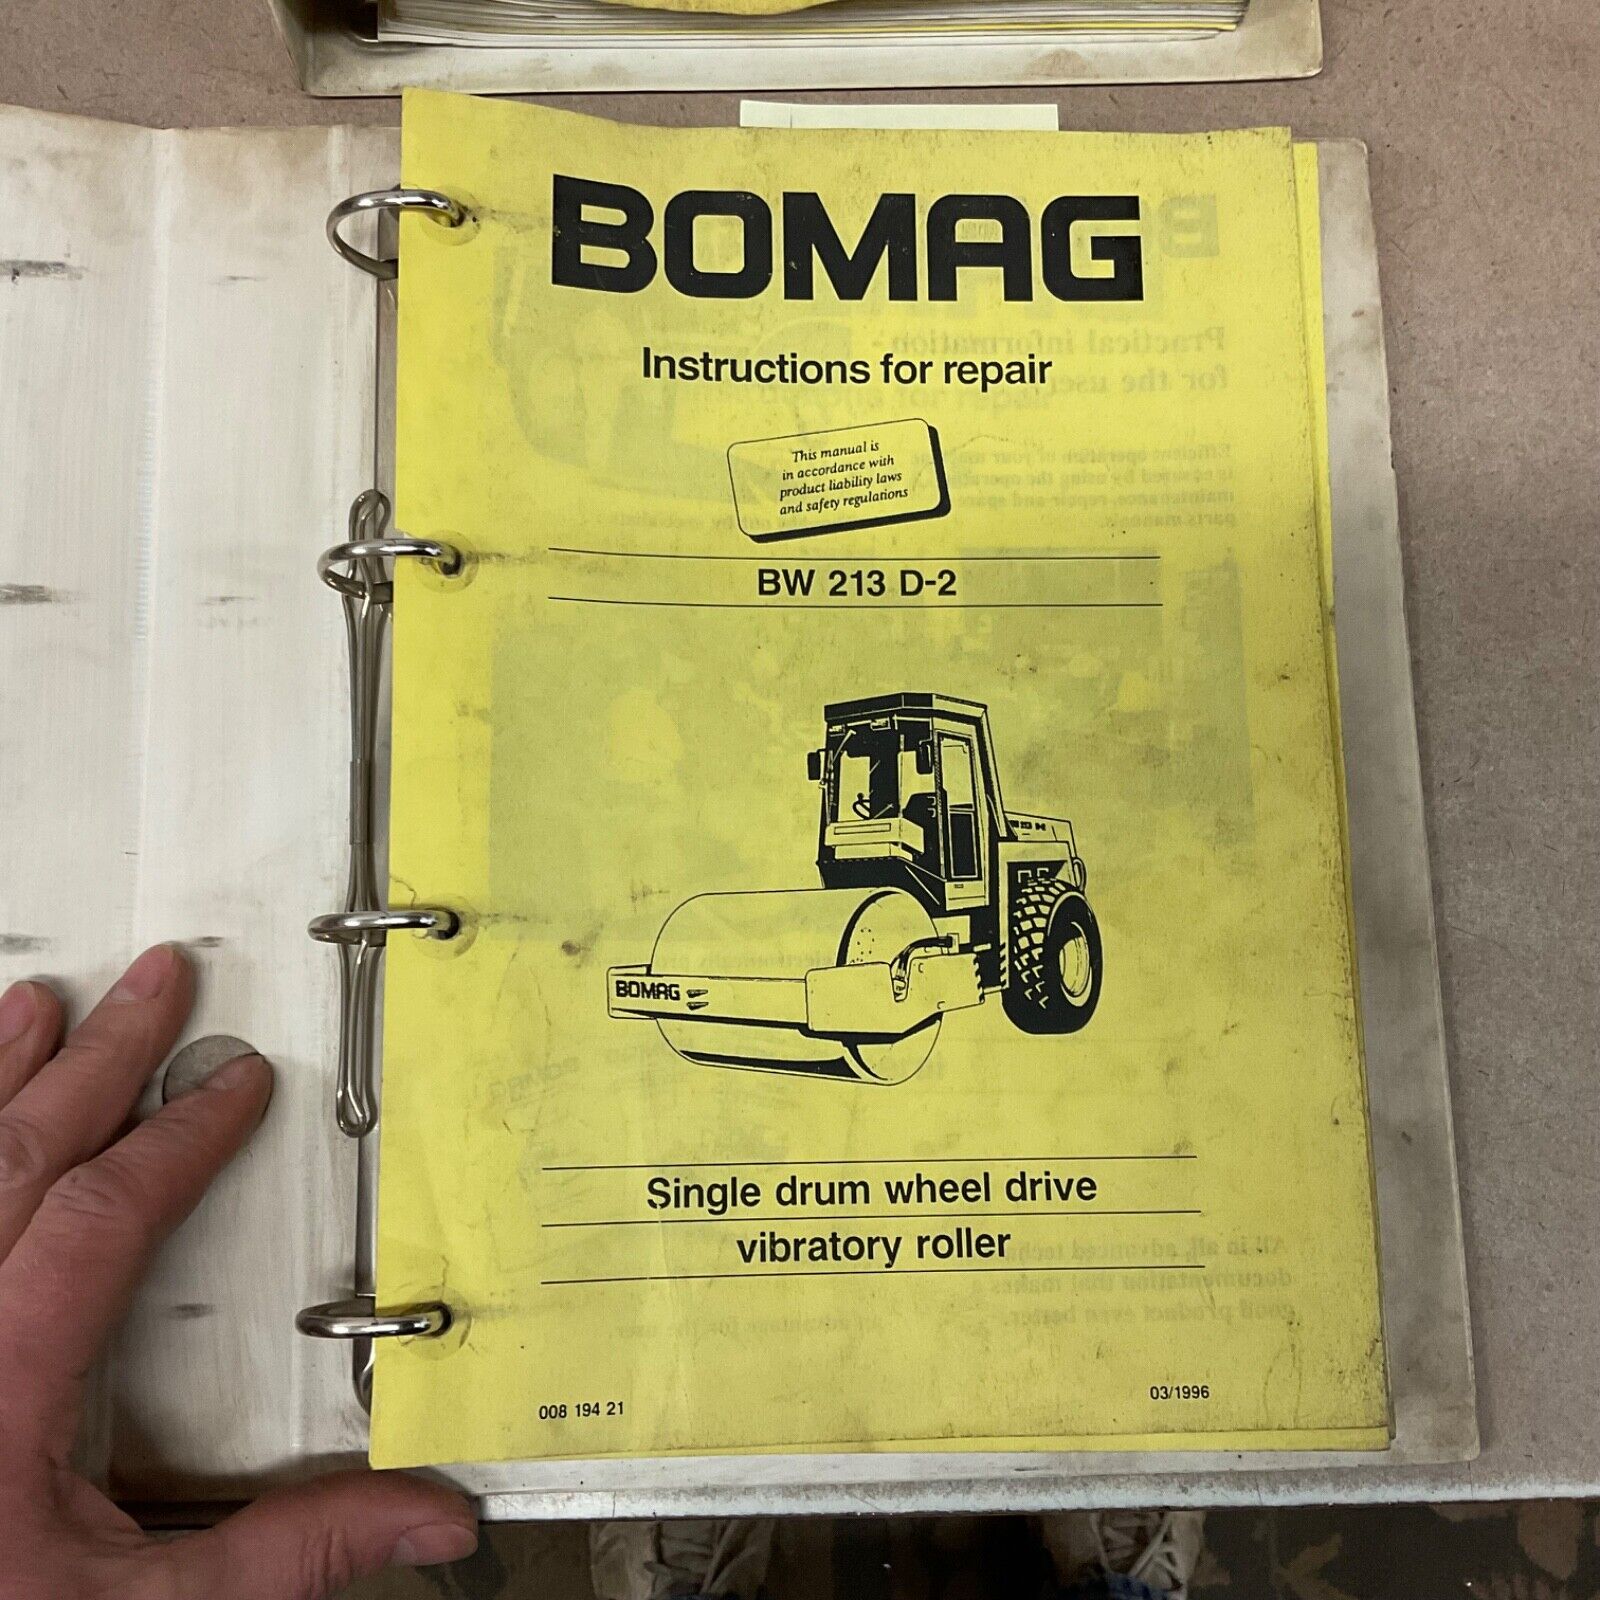 BOMAG
Instructions for repair
This manual is
in accordance with
product liability laws
and safety regulations
BW 213 D-2
BOMAG
Single drum wheel drive
vibratory roller
008 194 21
03/1996